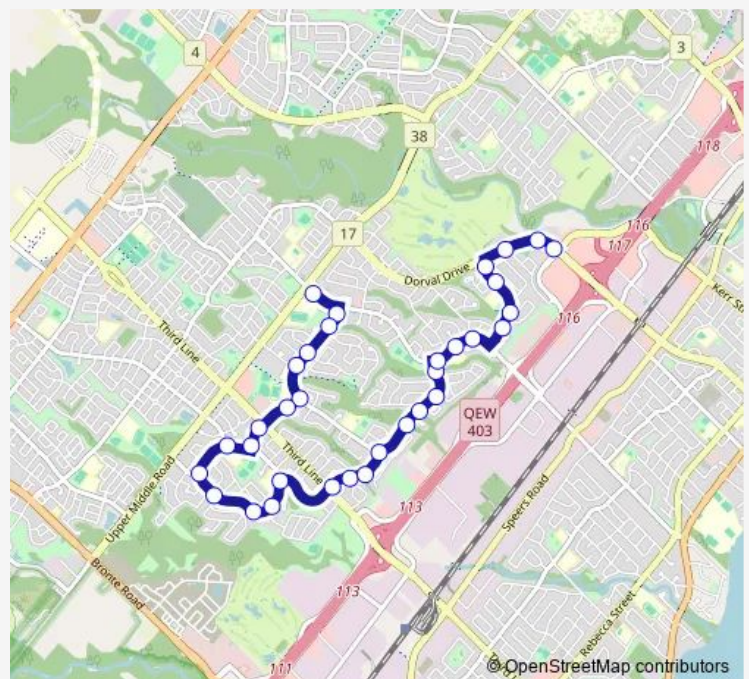 4
3
38
118
17
116
117
Dorval Drive
Kerr St
116
Third Line
QEW
403
Third Line
Speers Road
Upper Middle Road
113
Bronte Road
113
Rebecca Street
111
© OpenStreetMap contributors